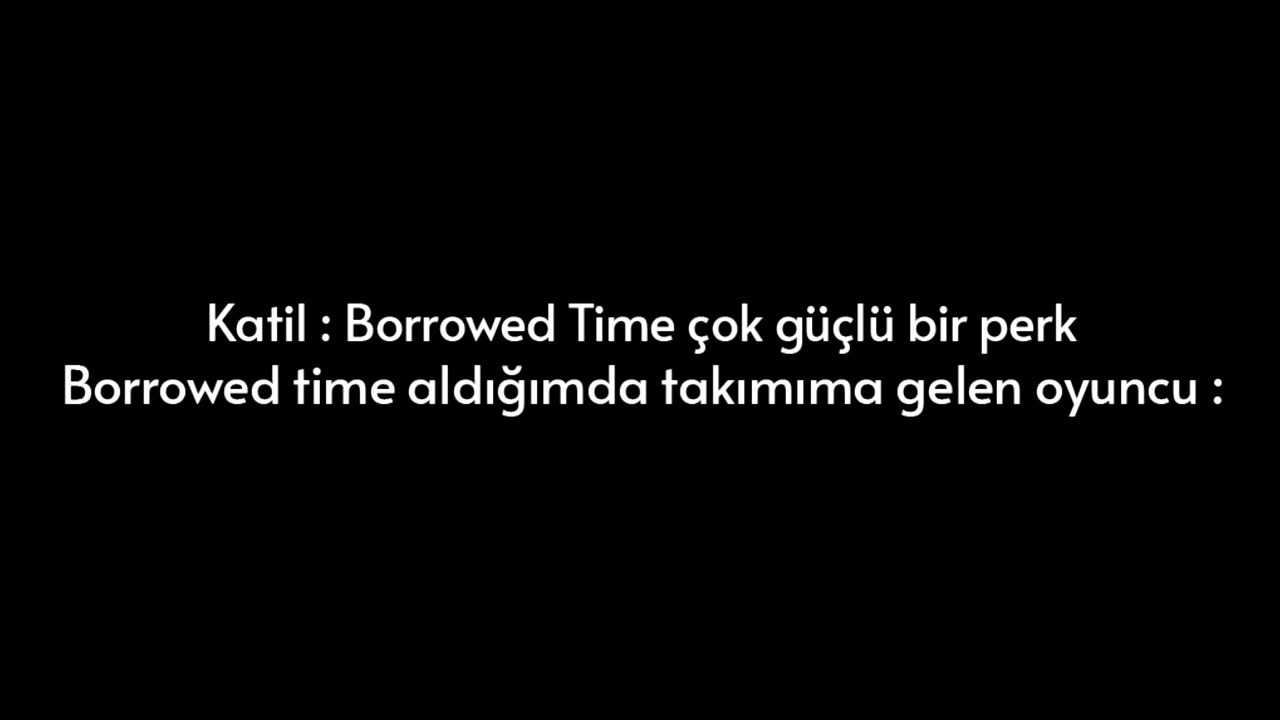 Katil : Borrowed Time çok güçlü bir perk
Borrowed time aldığımda takımıma gelen oyuncu :